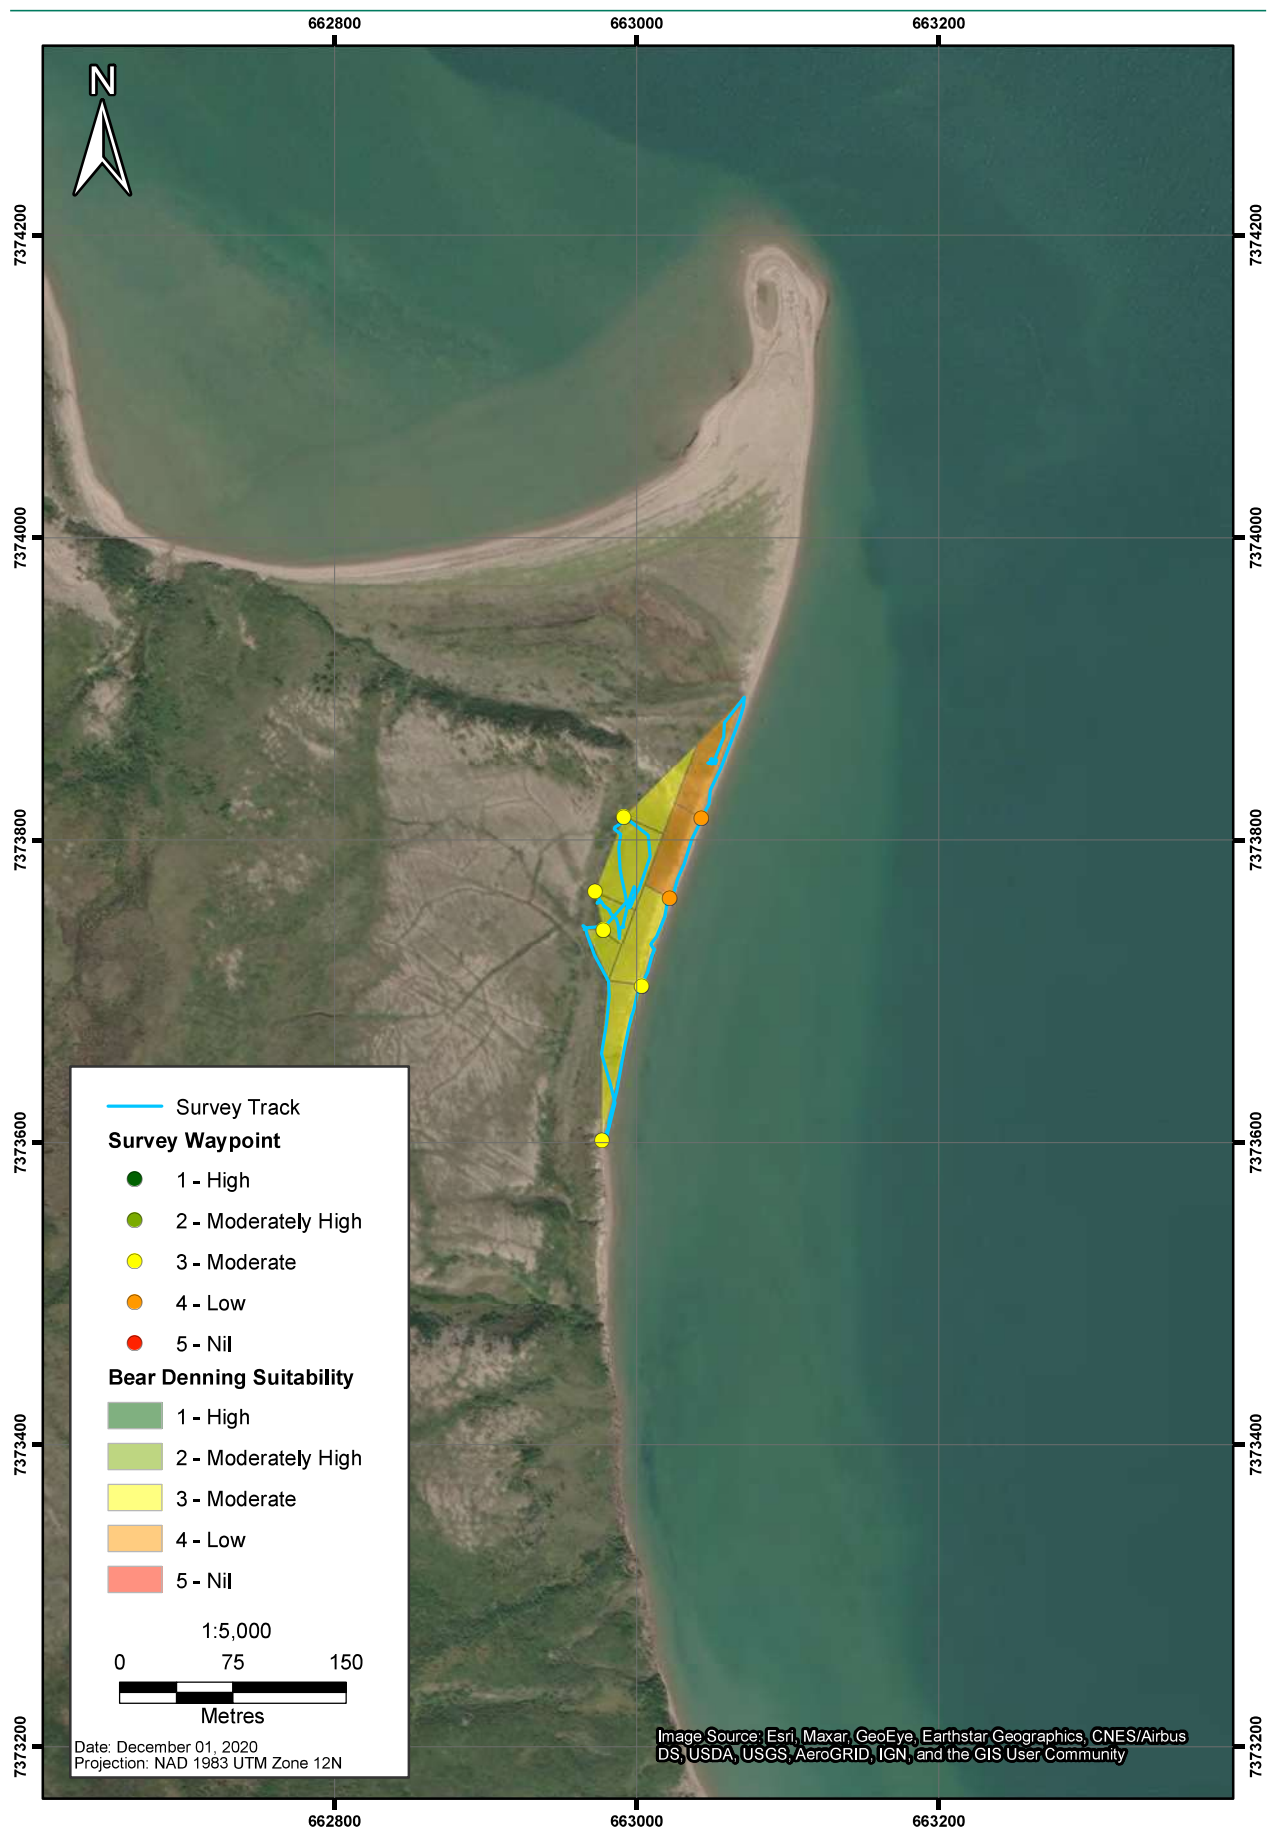 662800 663000 663200
N
7374200 7374200
7374000 7374000
7373800 7373800
7373600 7373600
7373400 7373400
7373200 7373200
Survey Track
Survey Waypoint
1 - High
2 - Moderately High
3 - Moderate
4 - Low
5 - Nil
Bear Denning Suitability
1 - High
2 - Moderately High
3 - Moderate
4 - Low
5 - Nil
1:5,000
0 75 150
Metres
Date: December 01, 2020
Projection: NAD 1983 UTM Zone 12N
Image Source: Esri, Maxar, GeoEye, Earthstar Geographics, CNES/Airbus
DS, USDA, USGS, AeroGRID, IGN, and the GIS User Community
662800 663000 663200